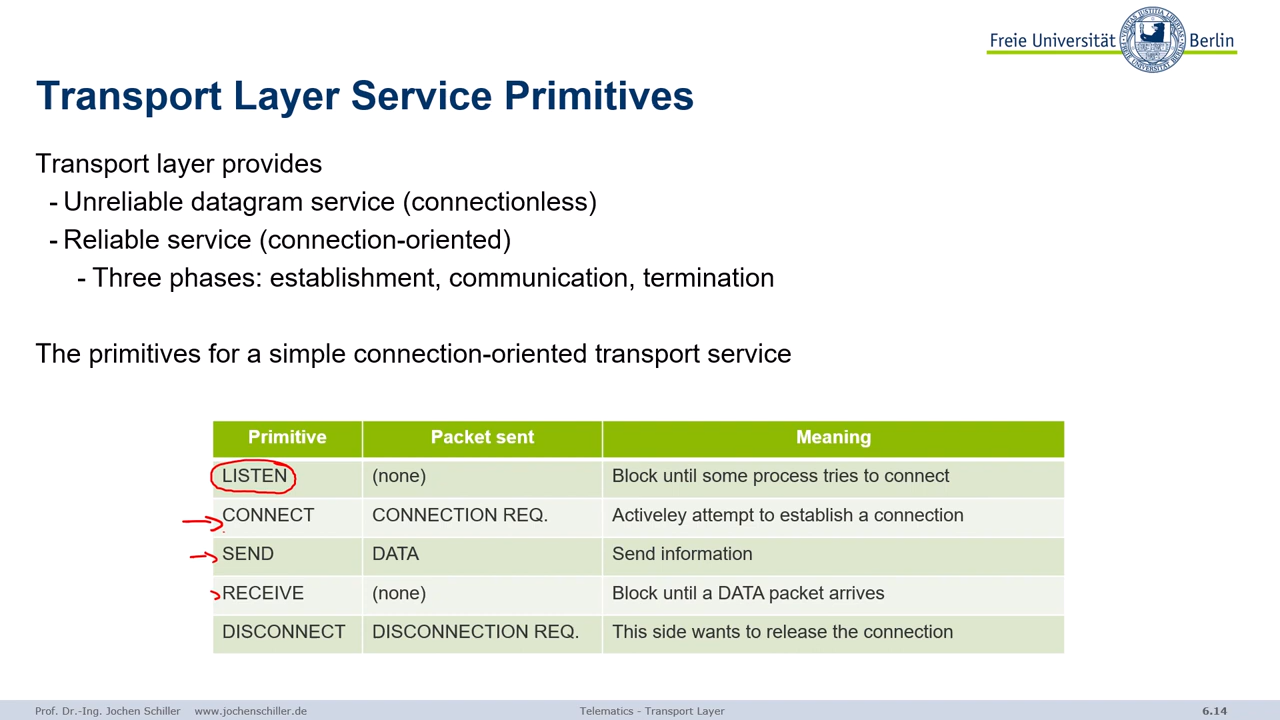 Freie Universität Berlin
Transport Layer Service Primitives
Transport layer provides
- Unreliable datagram service (connectionless)
- Reliable service (connection-oriented)
- Three phases: establishment, communication, termination
The primitives for a simple connection-oriented transport service
Primitive Packet sent Meaning
LISTEN (none) Block until some process tries to connect
CONNECT CONNECTION REQ. Activeley attempt to establish a connection
SEND DATA Send information
RECEIVE (none) Block until a DATA packet arrives
DISCONNECT DISCONNECTION REQ. This side wants to release the connection
Prof. Dr.-Ing. Jochen Schiller www.jochenschiller.de Telematics - Transport Layer 6.14